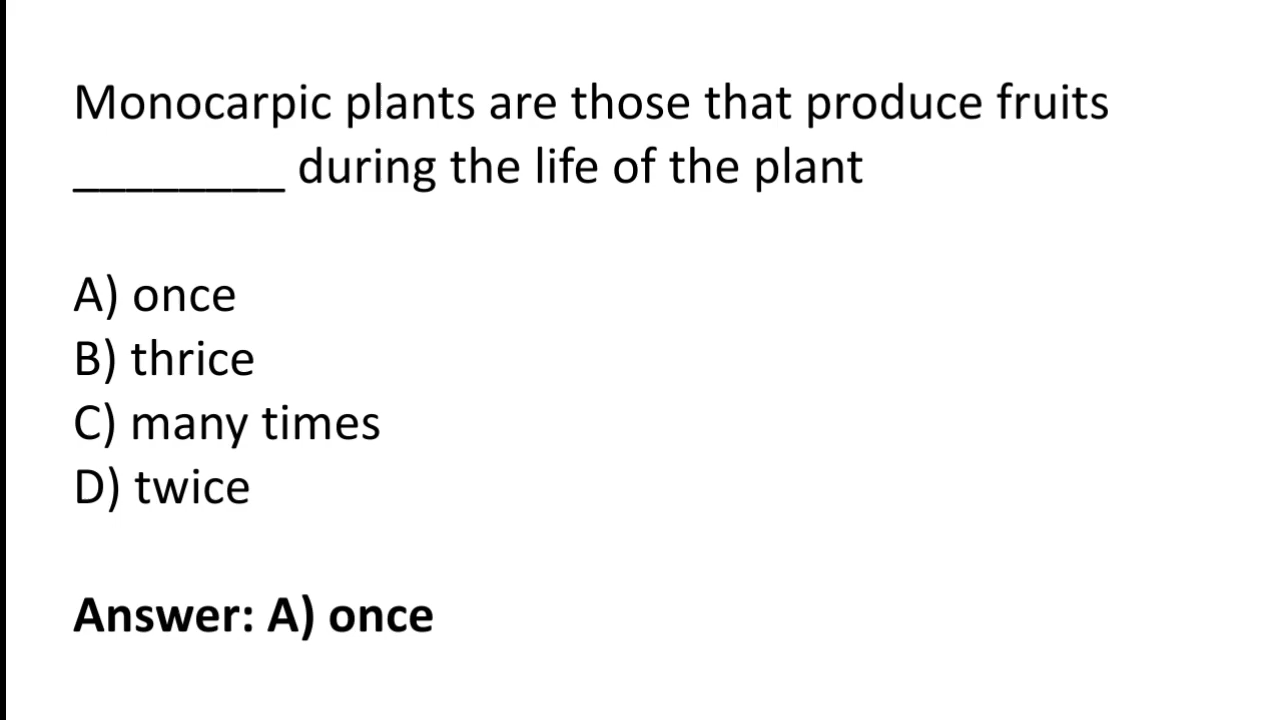 Monocarpic plants are those that produce fruits
________ during the life of the plant
A) once
B) thrice
C) many times
D) twice
Answer: A) once